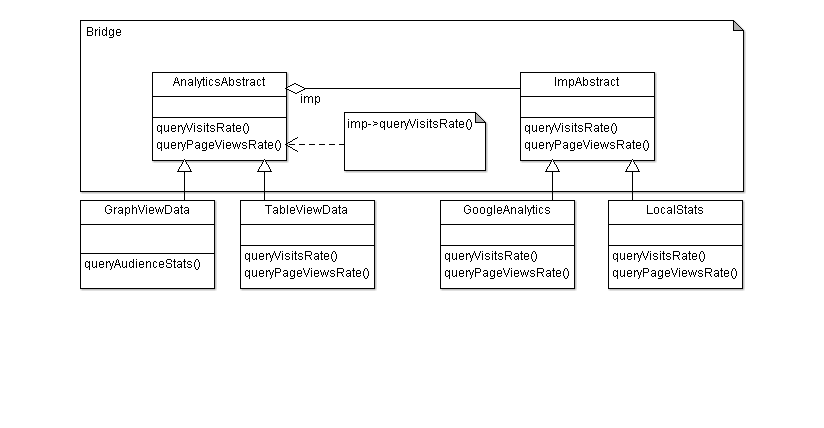 Bridge
AnalyticsAbstract
queryVisitsRate()
queryPageViewsRate()
imp
imp->queryVisitsRate()
ImpAbstract
queryVisitsRate()
queryPageViewsRate()
GraphViewData
queryAudienceStats()
TableViewData
queryVisitsRate()
queryPageViewsRate()
GoogleAnalytics
queryVisitsRate()
queryPageViewsRate()
LocalStats
queryVisitsRate()
queryPageViewsRate()